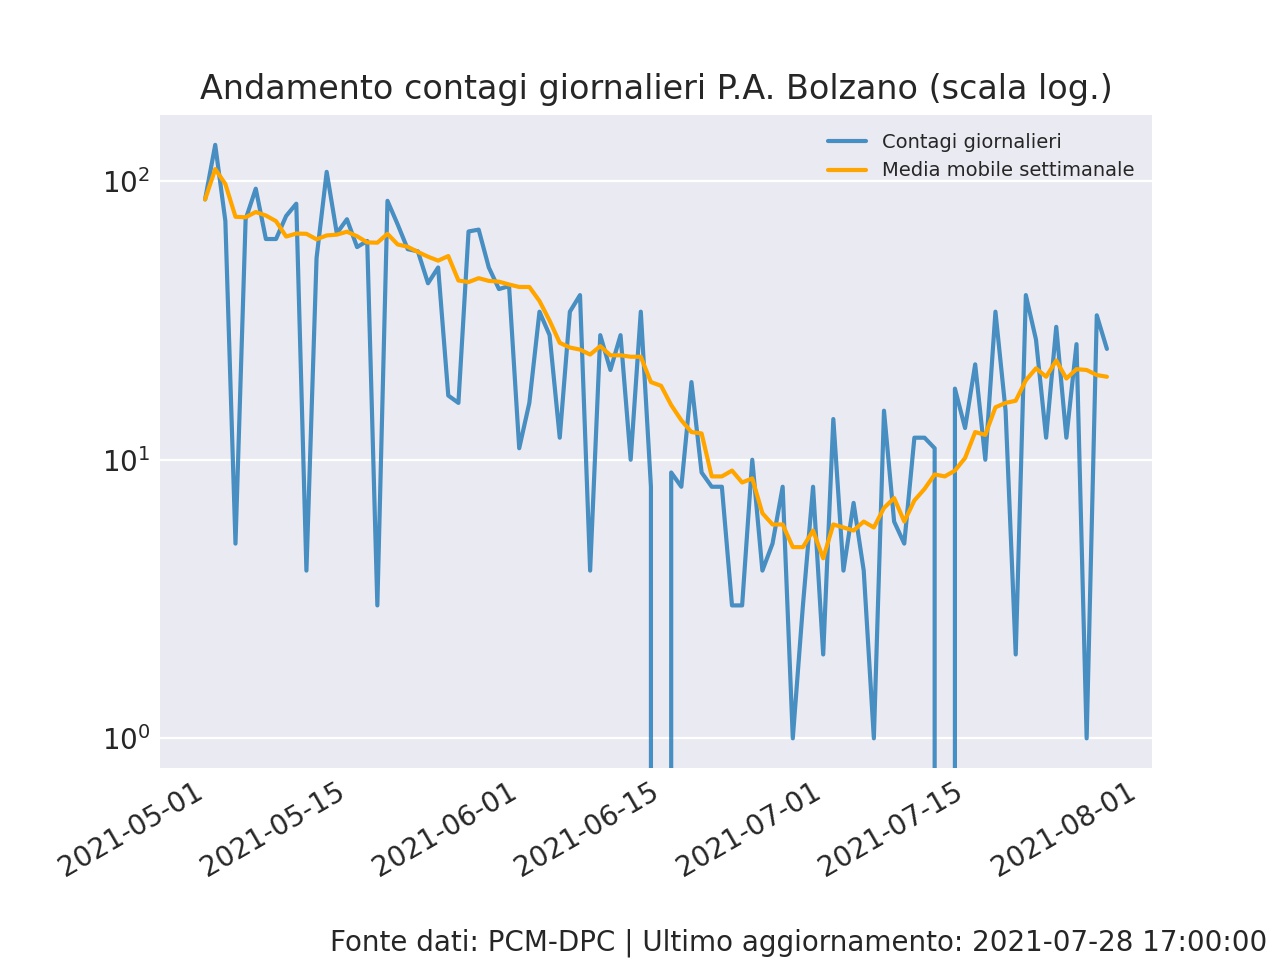 Andamento contagi giornalieri P.A. Bolzano (scala log.)
Contagi giornalieri
Media mobile settimanale
10²
10¹
10⁰
2021-05-01
2021-05-15
2021-06-01
2021-06-15
2021-07-01
2021-07-15
2021-08-01
Fonte dati: PCM-DPC | Ultimo aggiornamento: 2021-07-28 17:00:00